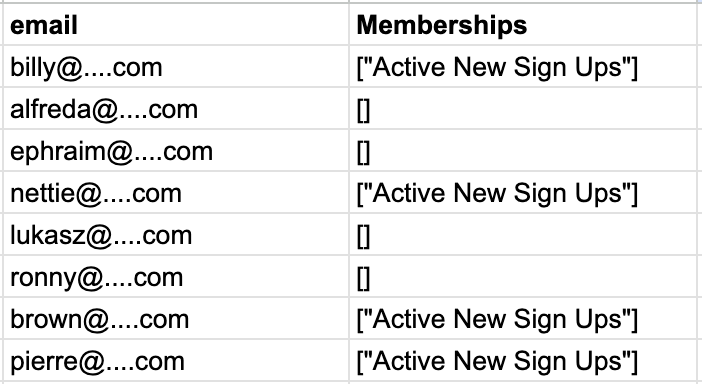 email Memberships
billy@....com ["Active New Sign Ups"]
alfreda@....com []
ephraim@....com []
nettie@....com ["Active New Sign Ups"]
lukasz@....com []
ronny@....com []
brown@....com ["Active New Sign Ups"]
pierre@....com ["Active New Sign Ups"]